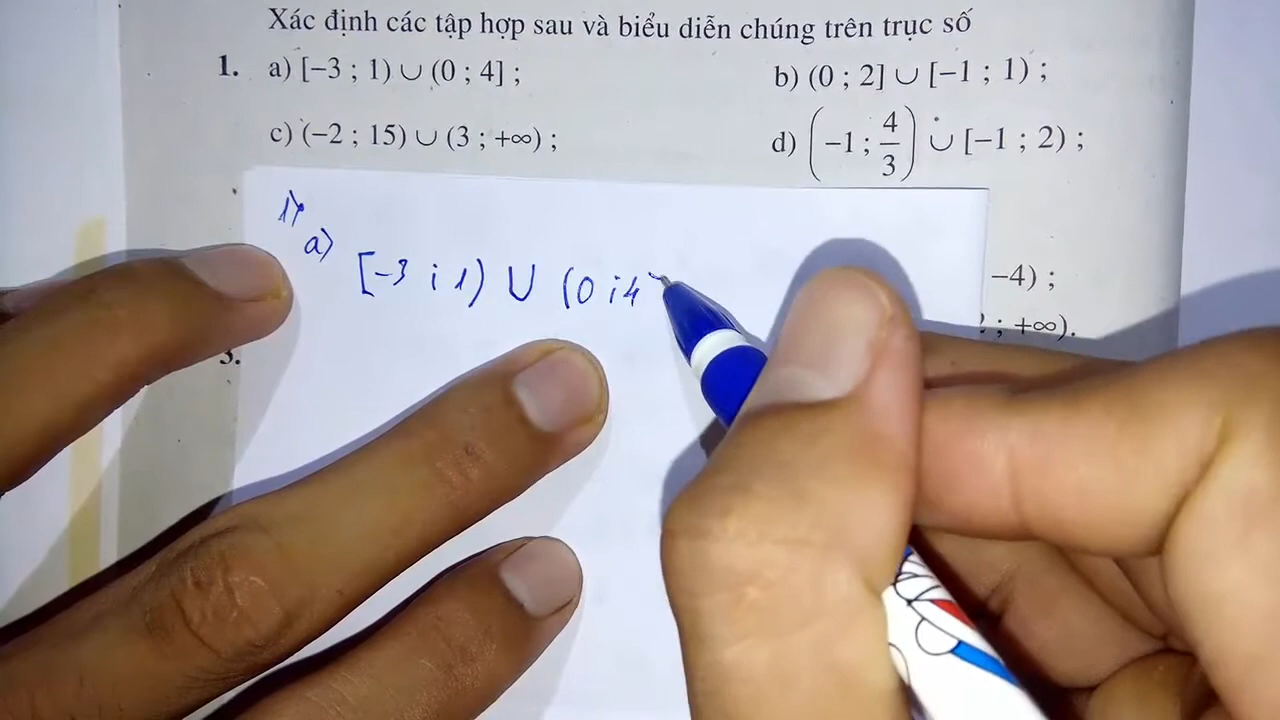 Xác định các tập hợp sau và biểu diễn chúng trên trục số
1. a) [−3 ; 1) ∪ (0 ; 4] ; b) (0 ; 2] ∪ [−1 ; 1) ;
c) (−2 ; 15) ∪ (3 ; +∞) ; d) (−1 ; 4/3) ∪ [−1 ; 2) ;
1)
a) [-3 ; 1) ∪ (0 ; 4
−4) ;
; +∞).
3.